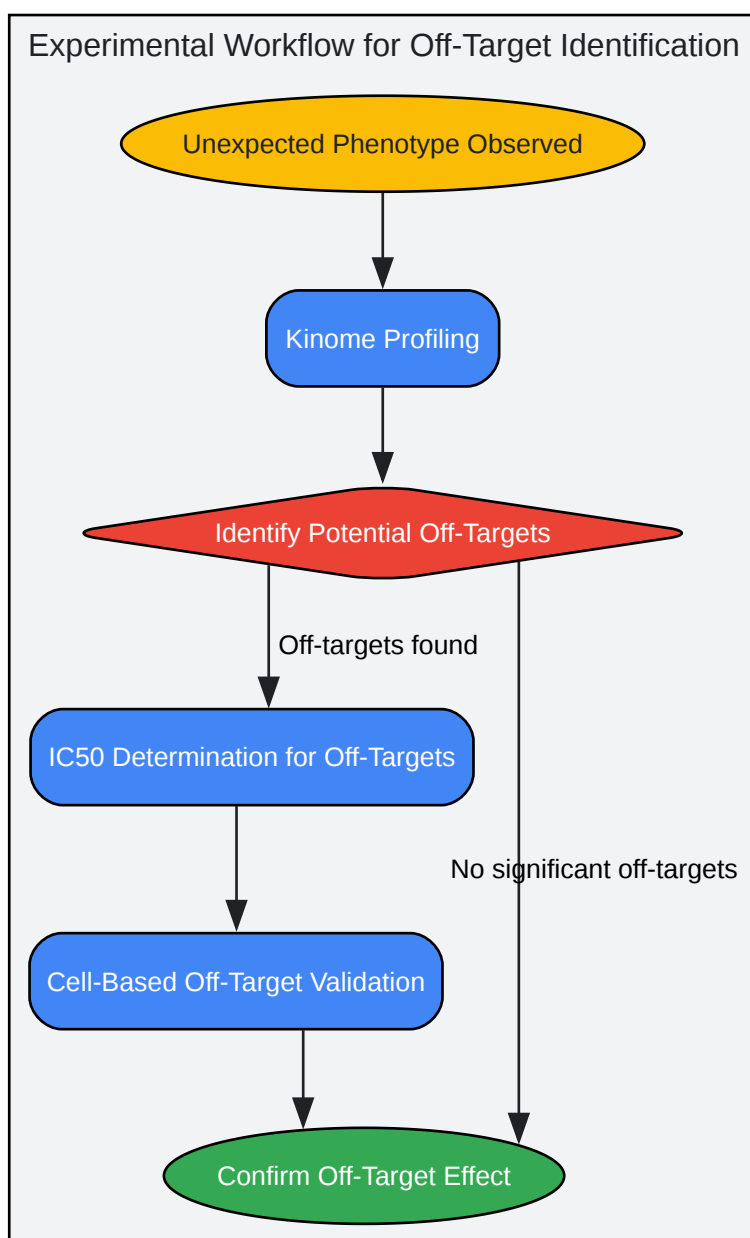 Experimental Workflow for Off-Target Identification
Unexpected Phenotype Observed
Kinome Profiling
Identify Potential Off-Targets
Off-targets found
IC50 Determination for Off-Targets
No significant off-targets
Cell-Based Off-Target Validation
Confirm Off-Target Effect